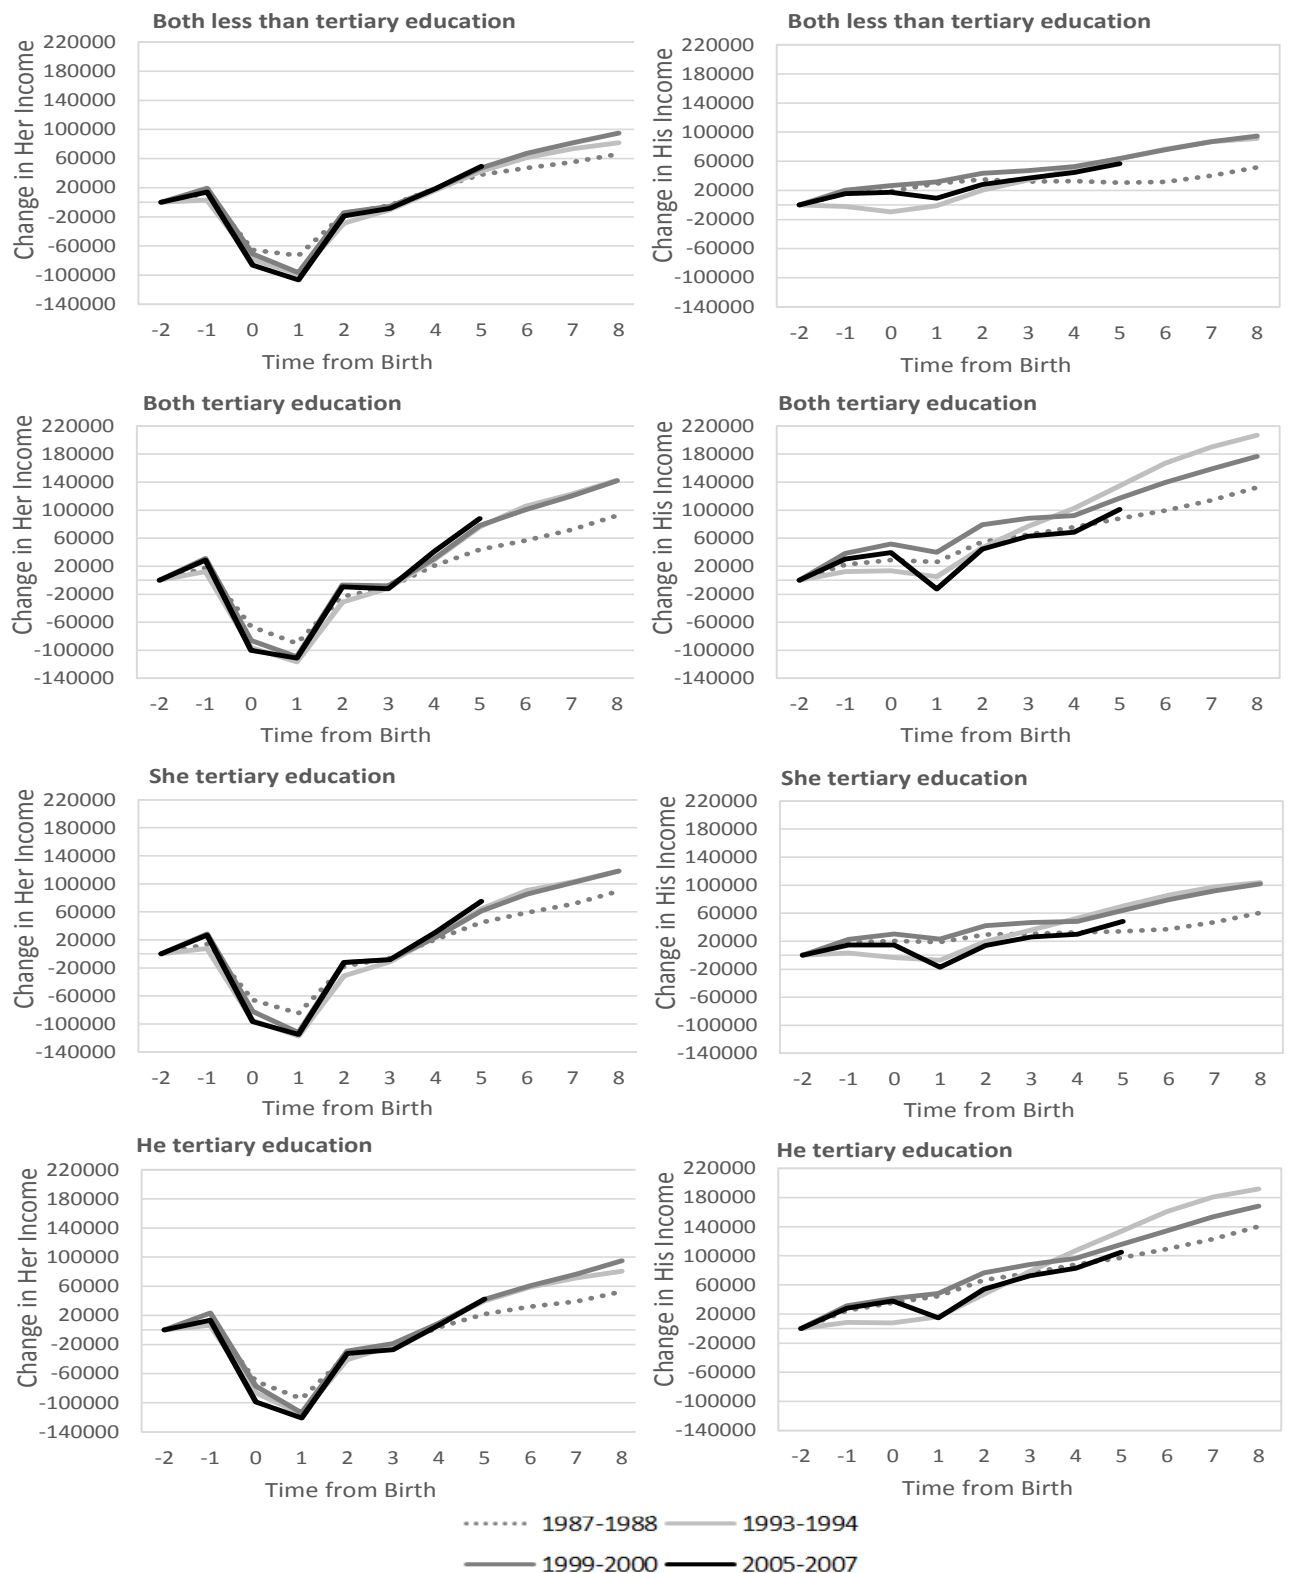 Both less than tertiary education
Change in Her Income
220000
180000
140000
100000
60000
20000
-20000
-60000
-100000
-140000
-2 -1 0 1 2 3 4 5 6 7 8
Time from Birth
Both less than tertiary education
Change in His Income
220000
180000
140000
100000
60000
20000
-20000
-60000
-100000
-140000
-2 -1 0 1 2 3 4 5 6 7 8
Time from Birth
Both tertiary education
Change in Her Income
220000
180000
140000
100000
60000
20000
-20000
-60000
-100000
-140000
-2 -1 0 1 2 3 4 5 6 7 8
Time from Birth
Both tertiary education
Change in His Income
220000
180000
140000
100000
60000
20000
-20000
-60000
-100000
-140000
-2 -1 0 1 2 3 4 5 6 7 8
Time from Birth
She tertiary education
Change in Her Income
220000
180000
140000
100000
60000
20000
-20000
-60000
-100000
-140000
-2 -1 0 1 2 3 4 5 6 7 8
Time from Birth
She tertiary education
Change in His Income
220000
180000
140000
100000
60000
20000
-20000
-60000
-100000
-140000
-2 -1 0 1 2 3 4 5 6 7 8
Time from Birth
He tertiary education
Change in Her Income
220000
180000
140000
100000
60000
20000
-20000
-60000
-100000
-140000
-2 -1 0 1 2 3 4 5 6 7 8
Time from Birth
He tertiary education
Change in His Income
220000
180000
140000
100000
60000
20000
-20000
-60000
-100000
-140000
-2 -1 0 1 2 3 4 5 6 7 8
Time from Birth
1987-1988 1993-1994
1999-2000 2005-2007